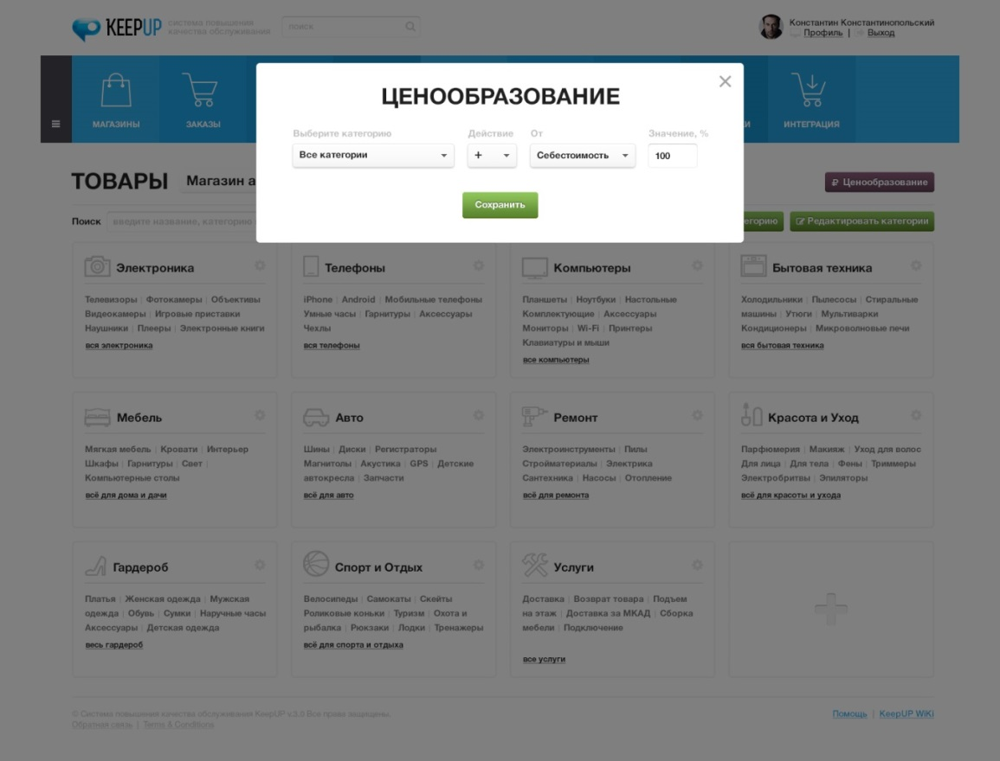 KEEPUP
система повышения
качества обслуживания
поиск
Константин Константинопольский
Профиль | Выход
МАГАЗИНЫ
ЗАКАЗЫ
И
ИНТЕГРАЦИЯ
ЦЕНООБРАЗОВАНИЕ
Выберите категорию Действие От Значение, %
Все категории + Себестоимость 100
Сохранить
ТОВАРЫ Магазин а
₽ Ценообразование
Поиск введите название, категорию
егорию Редактировать категории
Электроника
Телевизоры | Фотокамеры | Объективы
Видеокамеры | Игровые приставки
Наушники | Плееры | Электронные книги
вся электроника
Телефоны
iPhone | Android | Мобильные телефоны
Умные часы | Гарнитуры | Аксессуары
Чехлы
вся телефоны
Компьютеры
Планшеты | Ноутбуки | Настольные
Комплектующие | Аксессуары
Мониторы | Wi-Fi | Принтеры
Клавиатуры и мыши
все компьютеры
Бытовая техника
Холодильники | Пылесосы | Стиральные
машины | Утюги | Мультиварки
Кондиционеры | Микроволновые печи
вся бытовая техника
Мебель
Мягкая мебель | Кровати | Интерьер
Шкафы | Гарнитуры | Свет |
Компьютерные столы
всё для дома и дачи
Авто
Шины | Диски | Регистраторы
Магнитолы | Акустика | GPS | Детские
автокресла | Запчасти
всё для авто
Ремонт
Электроинструменты | Пилы
Стройматериалы | Электрика
Сантехника | Насосы | Отопление
всё для ремонта
Красота и Уход
Парфюмерия | Макияж | Уход для волос
Для лица | Для тела | Фены | Триммеры
Электробритвы | Эпиляторы
всё для красоты и ухода
Гардероб
Платья | Женская одежда | Мужская
одежда | Обувь | Сумки | Наручные часы
Аксессуары | Детская одежда
весь гардероб
Спорт и Отдых
Велосипеды | Самокаты | Скейты
Роликовые коньки | Туризм | Охота и
рыбалка | Рюкзаки | Лодки | Тренажеры
всё для спорта и отдыха
Услуги
Доставка | Возврат товара | Подъем
на этаж | Доставка за МКАД | Сборка
мебели | Подключение
все услуги
© Система повышения качества обслуживания KeepUP v.3.0 Все права защищены.
Обратная связь | Terms & Conditions
Помощь | KeepUP WiKi